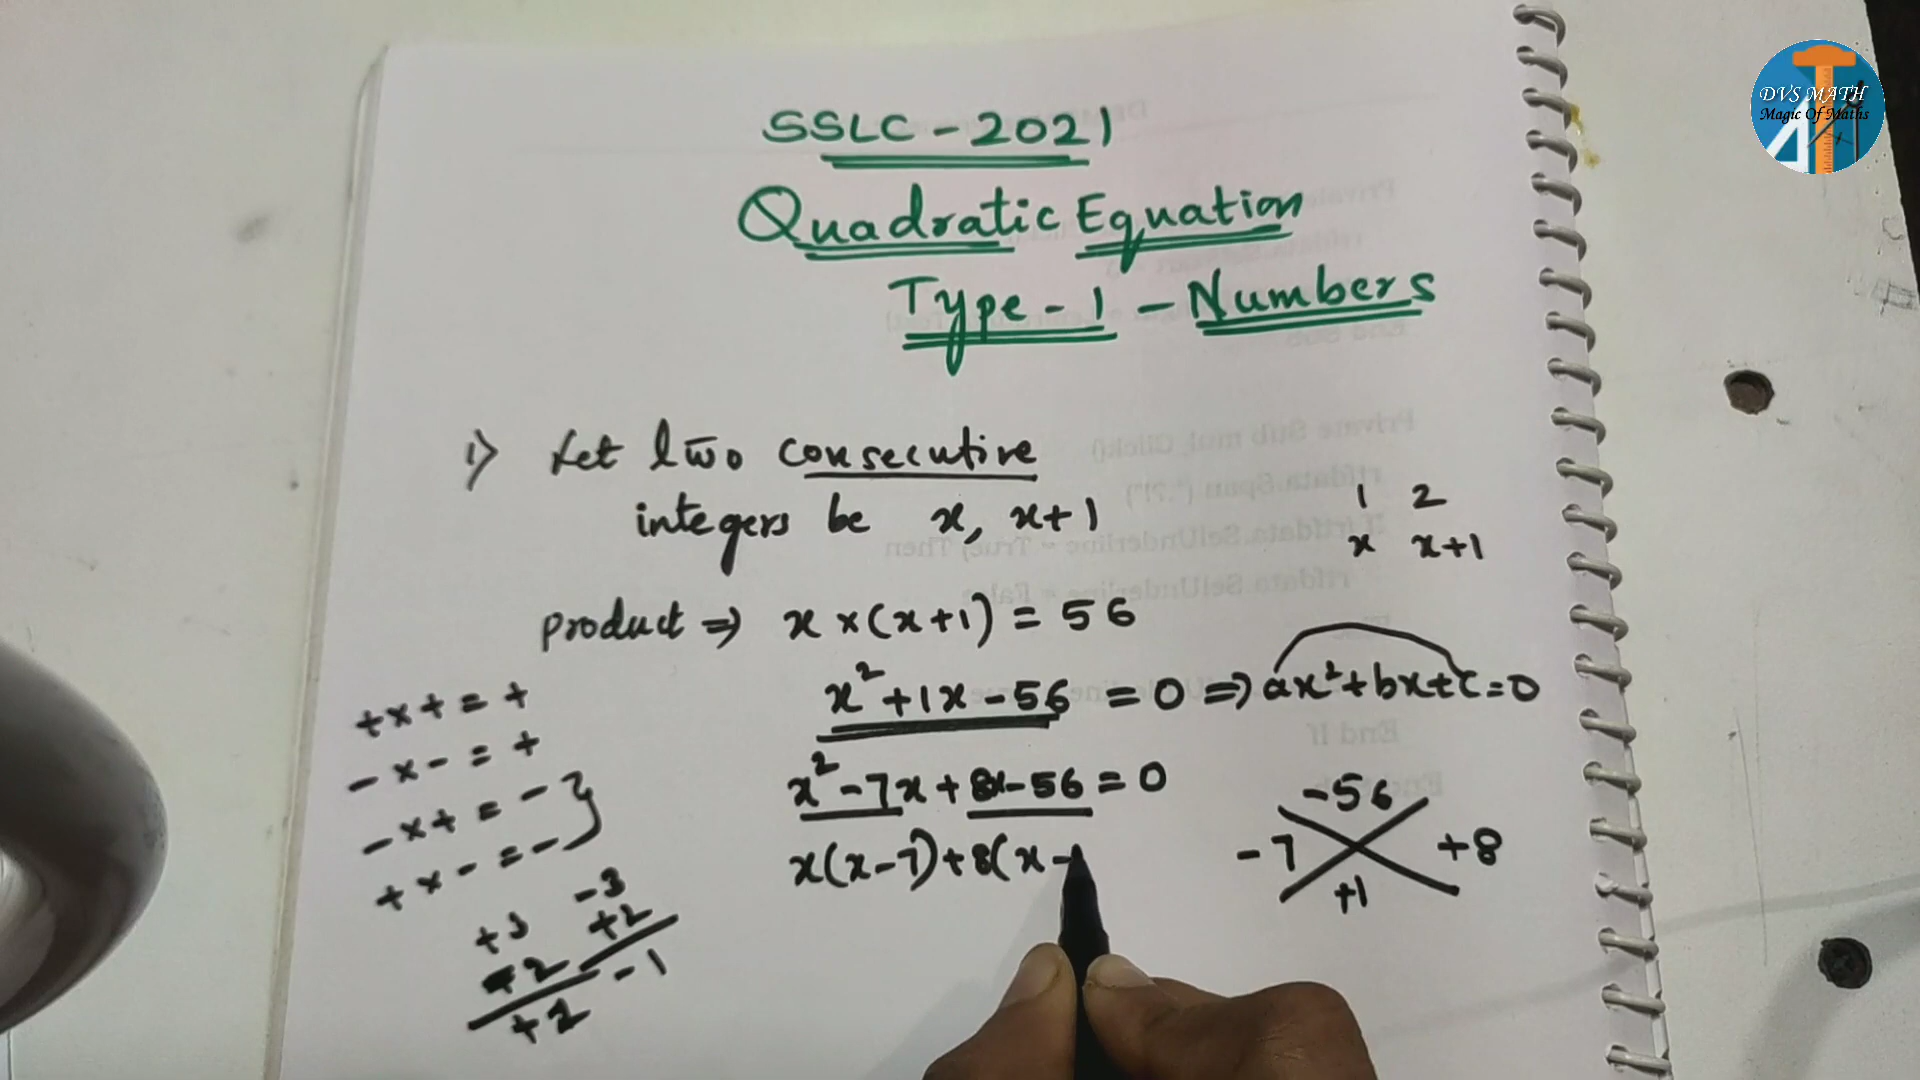 DVS MATH
Magic Of Maths
SSLC - 2021
Quadratic Equation
Type - 1 - Numbers
1) Let two consecutive
integers be x, x+1
1 2
x x+1
product ⇒ x × (x+1) = 56
x² + 1x - 56 = 0 ⇒ ax² + bx + c = 0
x² - 7x + 8x - 56 = 0
x(x-7) + 8(x -
-56
-7 +8
+1
+ × + = +
- × - = +
- × + = -
+ × - = -
+3
-2
-3
+2
-1